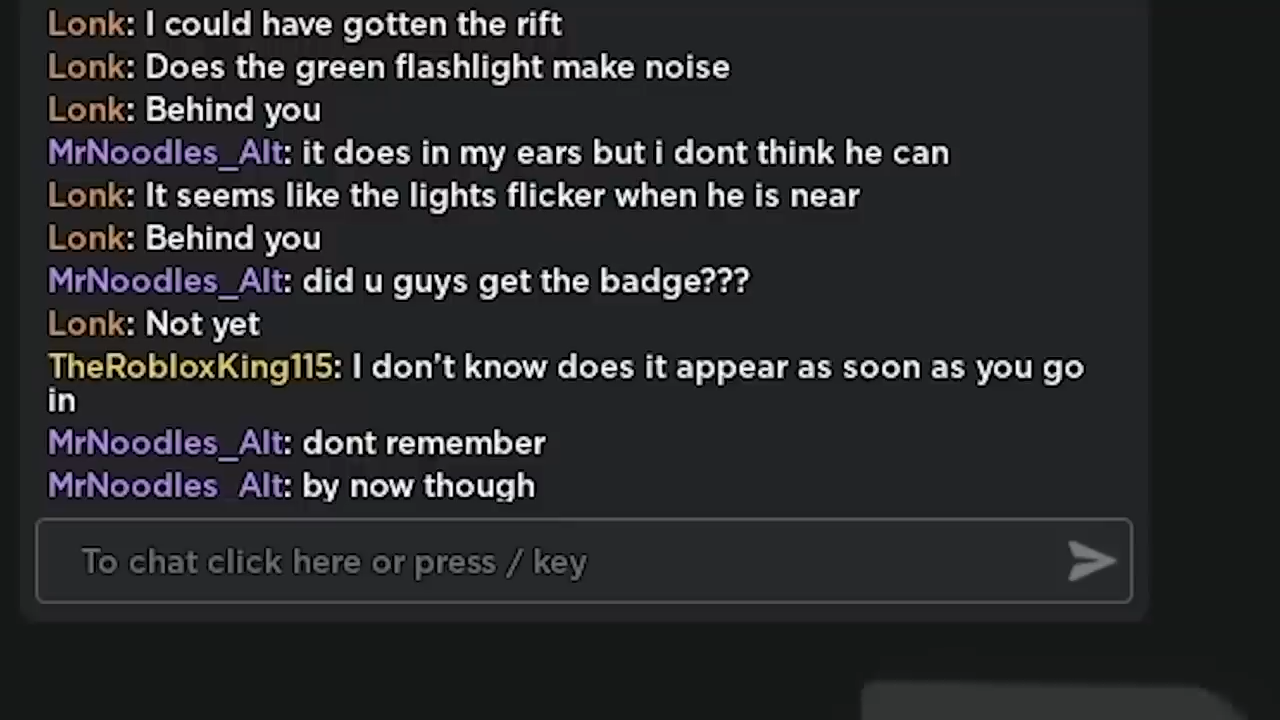 Lonk: I could have gotten the rift
Lonk: Does the green flashlight make noise
Lonk: Behind you
MrNoodles_Alt: it does in my ears but i dont think he can
Lonk: It seems like the lights flicker when he is near
Lonk: Behind you
MrNoodles_Alt: did u guys get the badge???
Lonk: Not yet
TheRobloxKing115: I don't know does it appear as soon as you go
in
MrNoodles_Alt: dont remember
MrNoodles_Alt: by now though
To chat click here or press / key